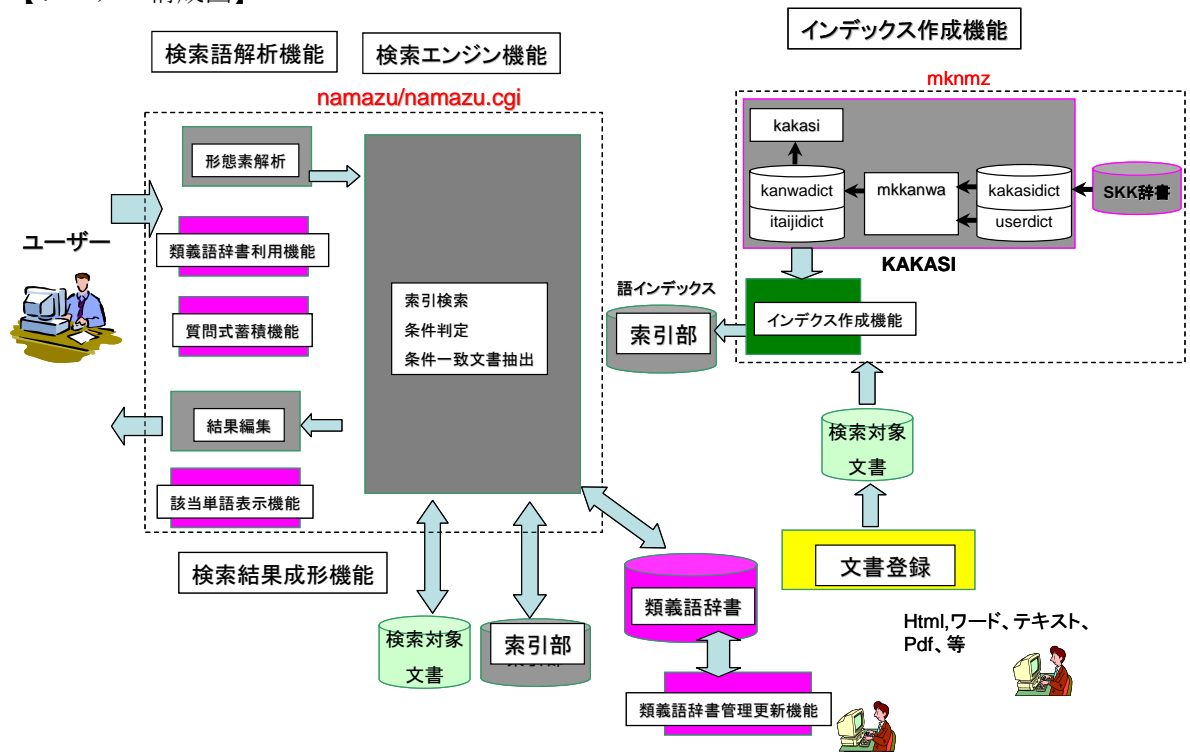 構成図】
インデックス作成機能
検索語解析機能
検索エンジン機能
mknmz
namazu/namazu.cgi
kakasi
形態素解析
kanwadict
mkkanwa
kakasidict
SKK辞書
itaijidict
userdict
ユーザー
類義語辞書利用機能
KAKASI
語インデックス
索引検索
条件判定
条件一致文書抽出
質問式蓄積機能
索引部
インデクス作成機能
結果編集
検索対象
文書
該当単語表示機能
検索結果成形機能
文書登録
類義語辞書
Html,ワード、テキスト、
Pdf、等
検索対象
文書
索引部
類義語辞書管理更新機能